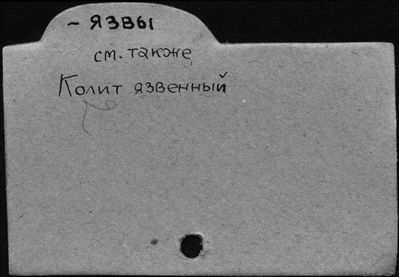 - ЯЗВЫ
см. также
Колит язвенный